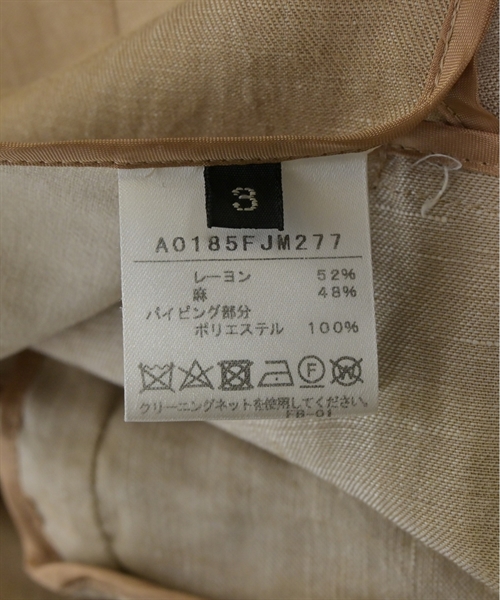 3
A0185FJM277
レーヨン 52%
麻 48%
パイピング部分
ポリエステル 100%
クリーニングネットを使用してください。
FB-01